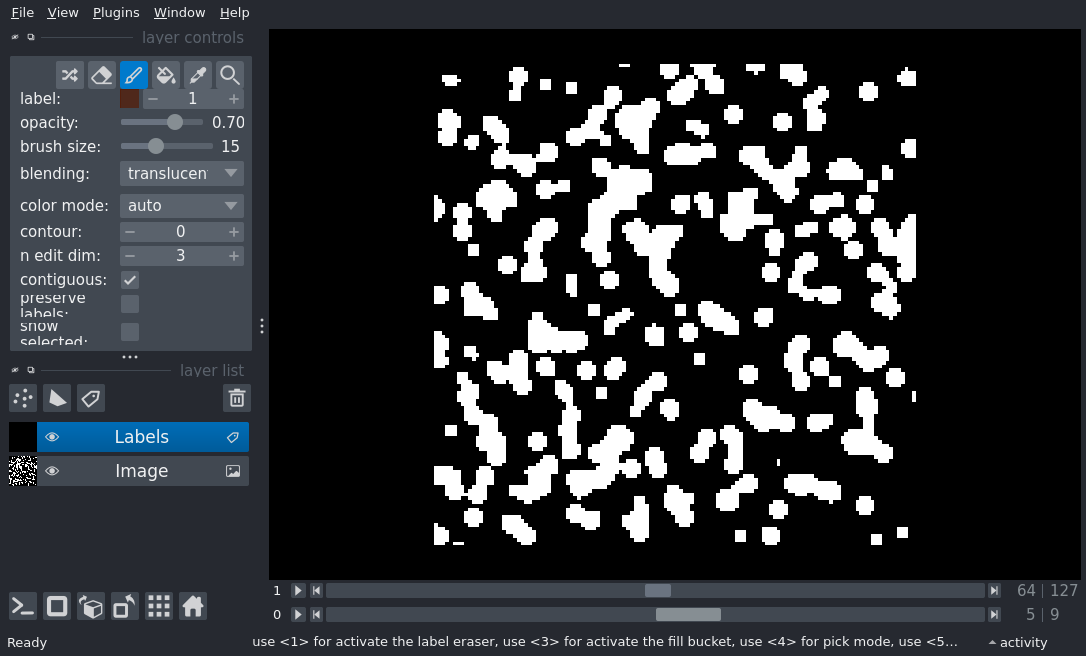 File View Plugins Window Help
layer controls
label: 1
opacity: 0.70
brush size: 15
blending: translucen
color mode: auto
contour: 0
n edit dim: 3
contiguous:
preserve
labels:
show
selected:
layer list
Labels
Image
1 64 127
0 5 9
Ready use <1> for activate the label eraser, use <3> for activate the fill bucket, use <4> for pick mode, use <5... activity